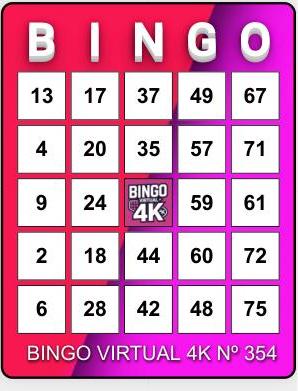 B I N G O
13 17 37 49 67
4 20 35 57 71
9 24 BINGO VIRTUAL 4K 59 61
2 18 44 60 72
6 28 42 48 75
BINGO VIRTUAL 4K Nº 354